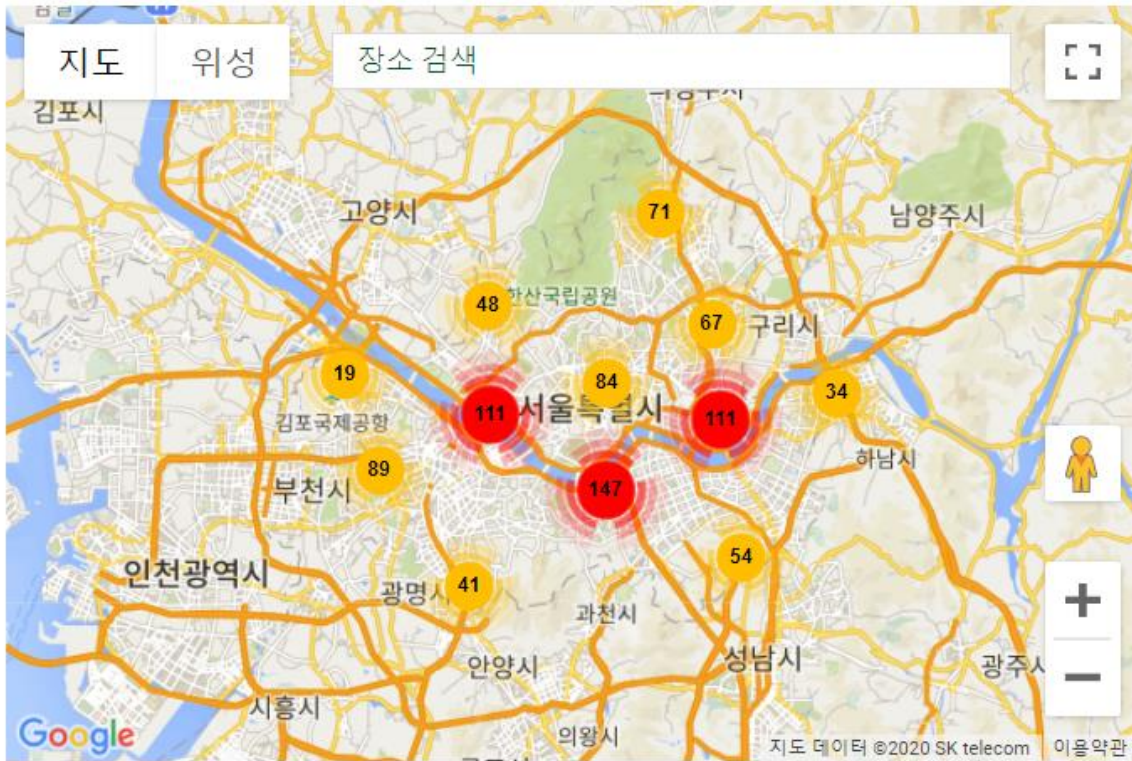 지도
위성
장소 검색
김포시
71
고양시
남양주시
48
한산국립공원
67
구리시
19
84
34
111
서울특별시
111
김포국제공항
89
하남시
부천시
147
54
인천광역시
광명시
41
과천시
안양시
성남시
시흥시
의왕시
Google
지도 데이터 ©2020 SK telecom
이용약관